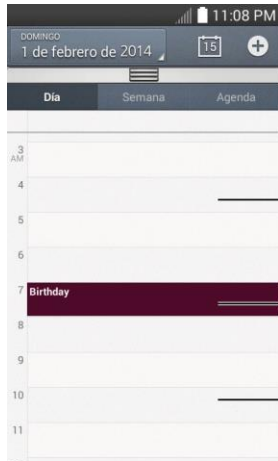 11:08 PM
DOMINGO
1 de febrero de 2014
15
Día Semana Agenda
3
AM
4
5
6
7 Birthday
8
9
10
11